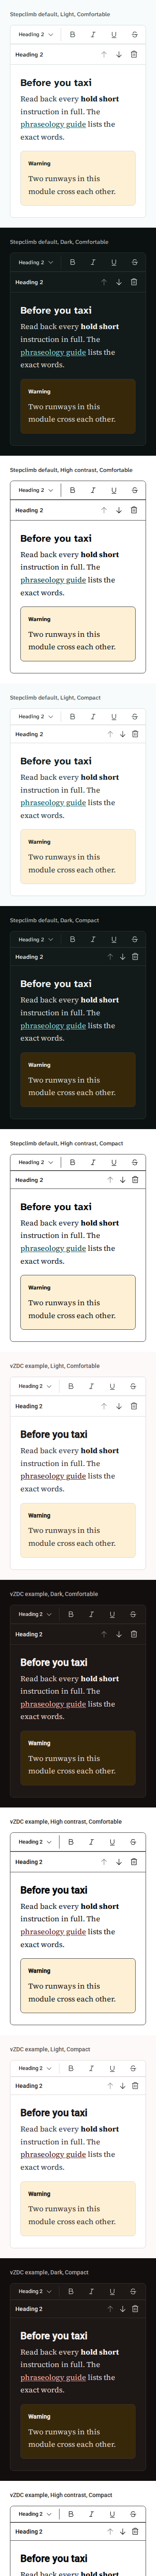 Stepclimb default, Light, Comfortable
Heading 2 B I U S
Heading 2
Before you taxi
Read back every hold short
instruction in full. The
phraseology guide lists the
exact words.
Warning
Two runways in this
module cross each other.
Stepclimb default, Dark, Comfortable
Heading 2 B I U S
Heading 2
Before you taxi
Read back every hold short
instruction in full. The
phraseology guide lists the
exact words.
Warning
Two runways in this
module cross each other.
Stepclimb default, High contrast, Comfortable
Heading 2 B I U S
Heading 2
Before you taxi
Read back every hold short
instruction in full. The
phraseology guide lists the
exact words.
Warning
Two runways in this
module cross each other.
Stepclimb default, Light, Compact
Heading 2 B I U S
Heading 2
Before you taxi
Read back every hold short
instruction in full. The
phraseology guide lists the
exact words.
Warning
Two runways in this
module cross each other.
Stepclimb default, Dark, Compact
Heading 2 B I U S
Heading 2
Before you taxi
Read back every hold short
instruction in full. The
phraseology guide lists the
exact words.
Warning
Two runways in this
module cross each other.
Stepclimb default, High contrast, Compact
Heading 2 B I U S
Heading 2
Before you taxi
Read back every hold short
instruction in full. The
phraseology guide lists the
exact words.
Warning
Two runways in this
module cross each other.
vZDC example, Light, Comfortable
Heading 2 B I U S
Heading 2
Before you taxi
Read back every hold short
instruction in full. The
phraseology guide lists the
exact words.
Warning
Two runways in this
module cross each other.
vZDC example, Dark, Comfortable
Heading 2 B I U S
Heading 2
Before you taxi
Read back every hold short
instruction in full. The
phraseology guide lists the
exact words.
Warning
Two runways in this
module cross each other.
vZDC example, High contrast, Comfortable
Heading 2 B I U S
Heading 2
Before you taxi
Read back every hold short
instruction in full. The
phraseology guide lists the
exact words.
Warning
Two runways in this
module cross each other.
vZDC example, Light, Compact
Heading 2 B I U S
Heading 2
Before you taxi
Read back every hold short
instruction in full. The
phraseology guide lists the
exact words.
Warning
Two runways in this
module cross each other.
vZDC example, Dark, Compact
Heading 2 B I U S
Heading 2
Before you taxi
Read back every hold short
instruction in full. The
phraseology guide lists the
exact words.
Warning
Two runways in this
module cross each other.
vZDC example, High contrast, Compact
Heading 2 B I U S
Heading 2
Before you taxi
Read back every hold short